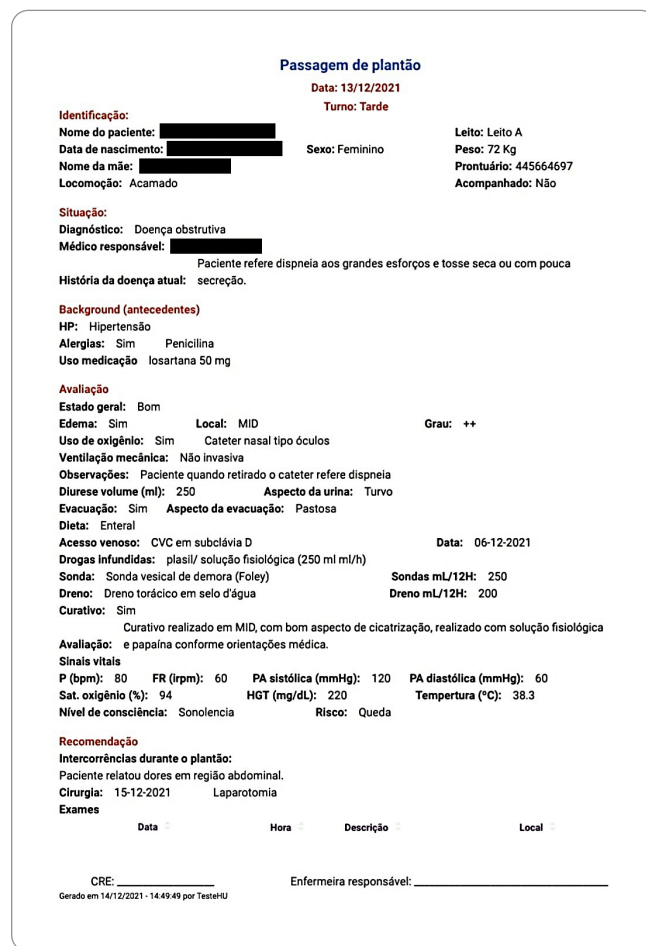 Passagem de plantão
Data: 13/12/2021
Turno: Tarde
Identificação:
Nome do paciente: Leito: Leito A
Data de nascimento: Sexo: Feminino Peso: 72 Kg
Nome da mãe: Prontuário: 445664697
Locomoção: Acamado Acompanhado: Não
Situação:
Diagnóstico: Doença obstrutiva
Médico responsável:
Paciente refere dispneia aos grandes esforços e tosse seca ou com pouca
História da doença atual: secreção.
Background (antecedentes)
HP: Hipertensão
Alergias: Sim Penicilina
Uso medicação losartana 50 mg
Avaliação
Estado geral: Bom
Edema: Sim Local: MID Grau: ++
Uso de oxigênio: Sim Cateter nasal tipo óculos
Ventilação mecânica: Não invasiva
Observações: Paciente quando retirado o cateter refere dispneia
Diurese volume (ml): 250 Aspecto da urina: Turvo
Evacuação: Sim Aspecto da evacuação: Pastosa
Dieta: Enteral
Acesso venoso: CVC em subclávia D Data: 06-12-2021
Drogas infundidas: plasil/ solução fisiológica (250 ml ml/h)
Sonda: Sonda vesical de demora (Foley) Sondas mL/12H: 250
Dreno: Dreno torácico em selo d'água Dreno mL/12H: 200
Curativo: Sim
Curativo realizado em MID, com bom aspecto de cicatrização, realizado com solução fisiológica
Avaliação: e papaína conforme orientações médica.
Sinais vitais
P (bpm): 80 FR (irpm): 60 PA sistólica (mmHg): 120 PA diastólica (mmHg): 60
Sat. oxigênio (%): 94 HGT (mg/dL): 220 Tempertura (ºC): 38.3
Nível de consciência: Sonolencia Risco: Queda
Recomendação
Intercorrências durante o plantão:
Paciente relatou dores em região abdominal.
Cirurgia: 15-12-2021 Laparotomia
Exames
Data Hora Descrição Local
CRE: Enfermeira responsável:
Gerado em 14/12/2021 - 14:49:49 por TesteHU